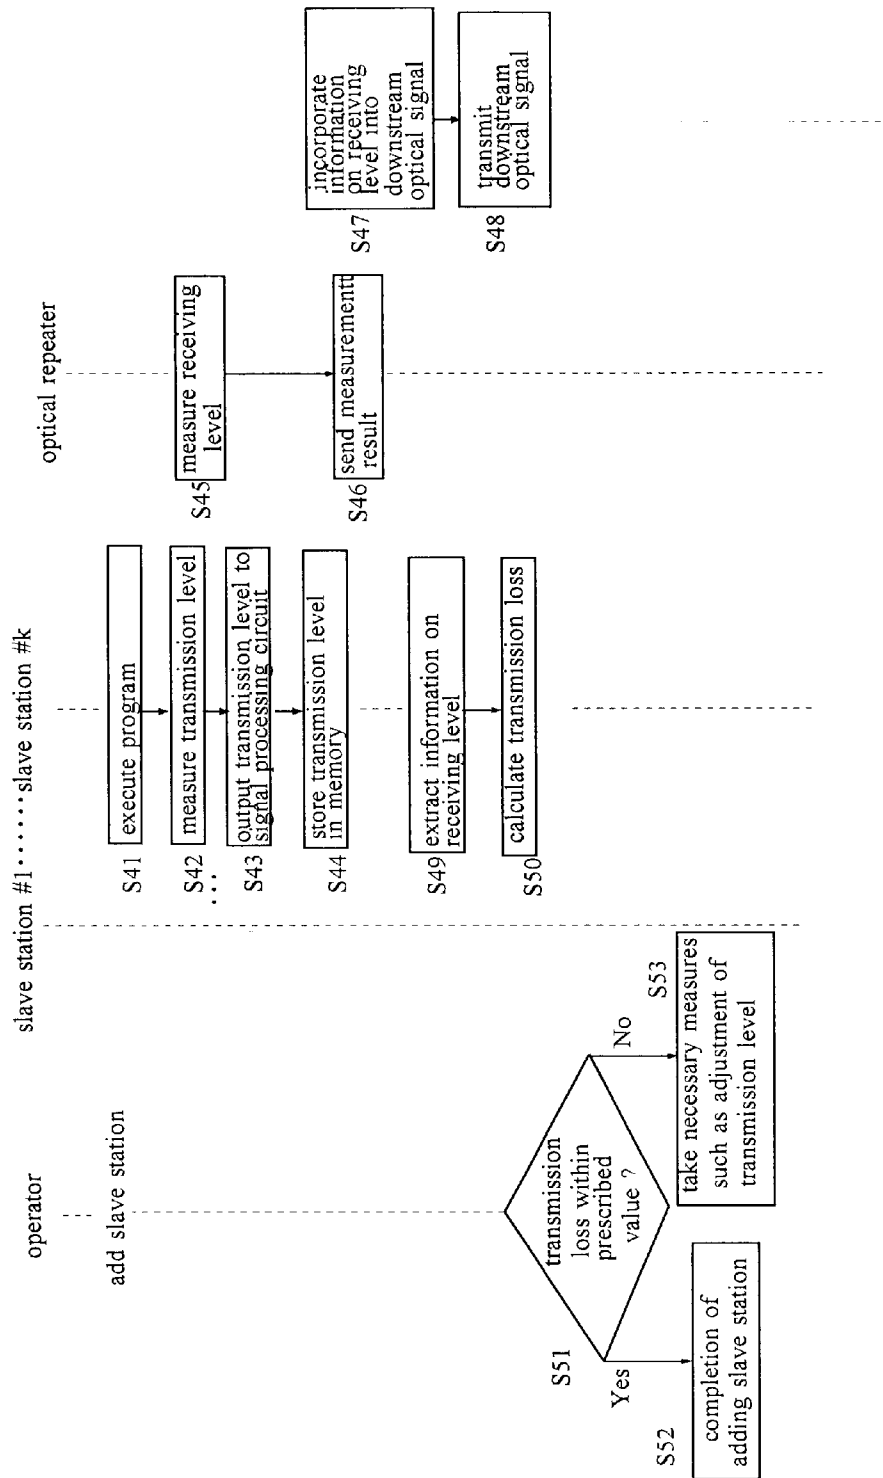 operator
slave station #1......slave station #k
optical repeater
add slave station
S41
execute program
S42
measure transmission level
...
S43
output transmission level to
signal processing circuit
S44
store transmission level
in memory
S45
measure receiving
level
S46
send measurementt
result
S47
incorporate
information
on receiving
level into
downstream
optical signal
S48
transmit
downstream
optical signal
S49
extract information on
receiving level
S50
calculate transmission loss
S51
transmission
loss within
prescribed
value ?
Yes
No
S52
completion of
adding slave station
S53
take necessary measures
such as adjustment of
transmission level